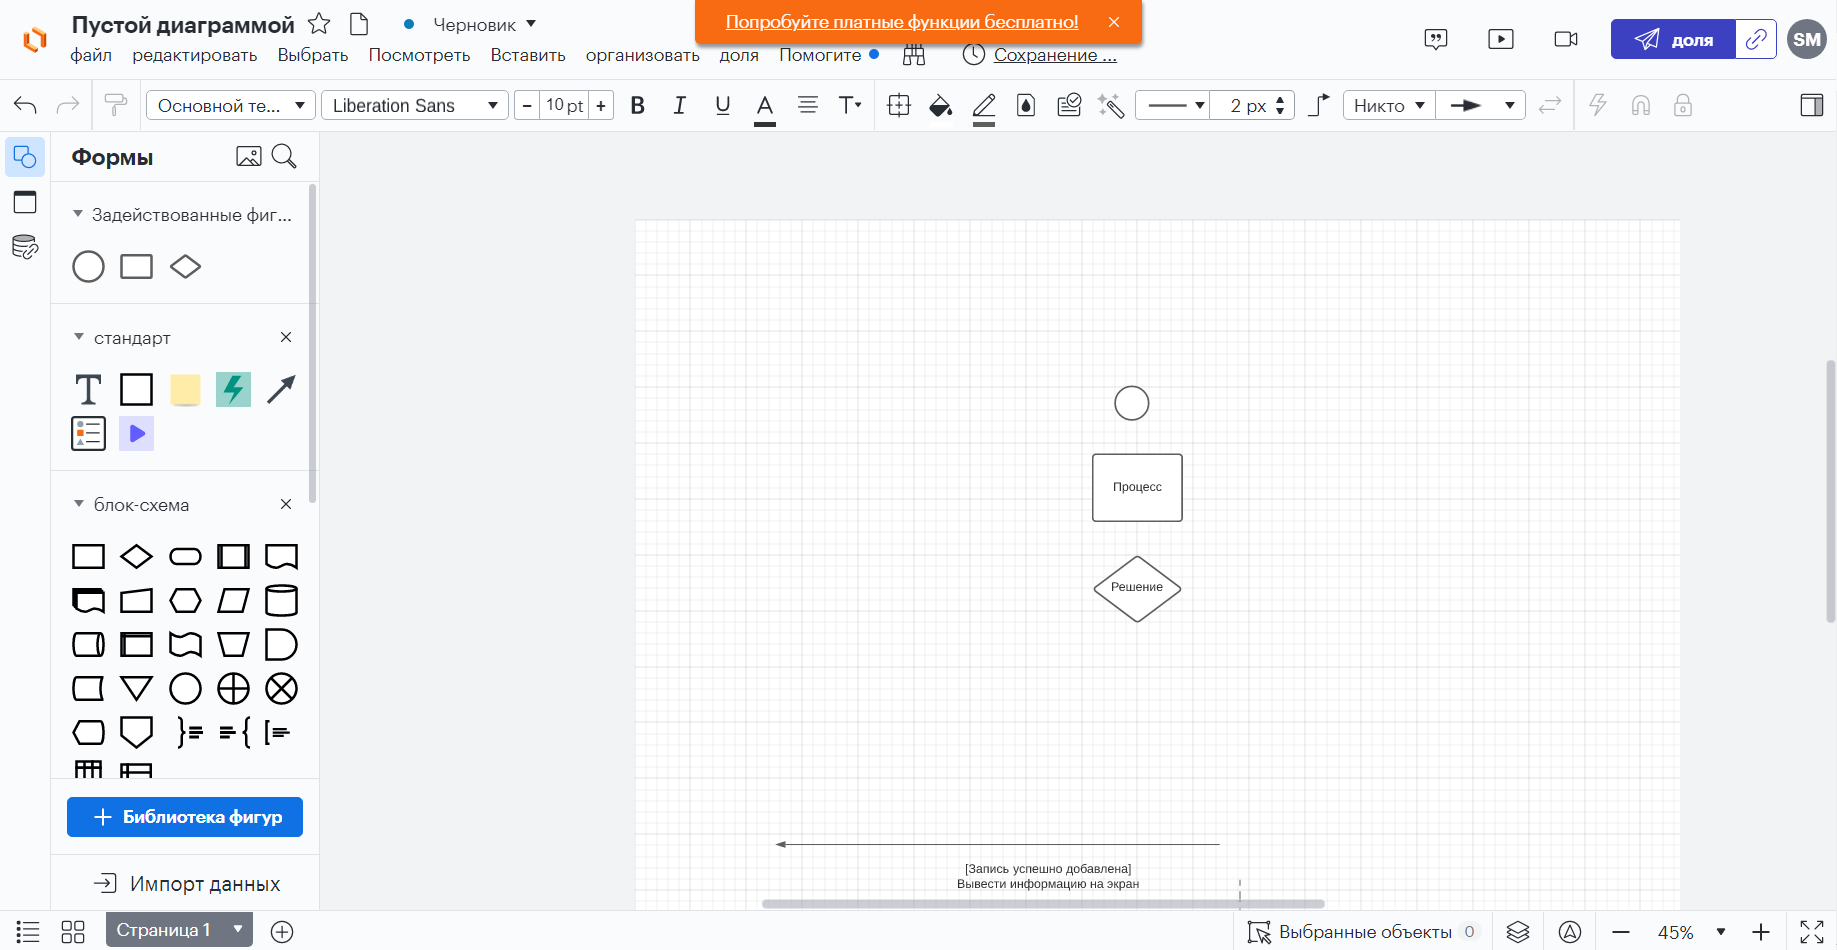 Пустой диаграммой
Черновик
Попробуйте платные функции бесплатно!
файл редактировать Выбрать Посмотреть Вставить организовать доля Помогите Сохранение ...
доля
SM
Основной те... Liberation Sans − 10 pt + B I U A T 2 px Никто
Формы
Задействованные фиг...
стандарт
T
блок-схема
Библиотека фигур
Импорт данных
Процесс
Решение
[Запись успешно добавлена]
Вывести информацию на экран
Страница 1
Выбранные объекты 0
45%